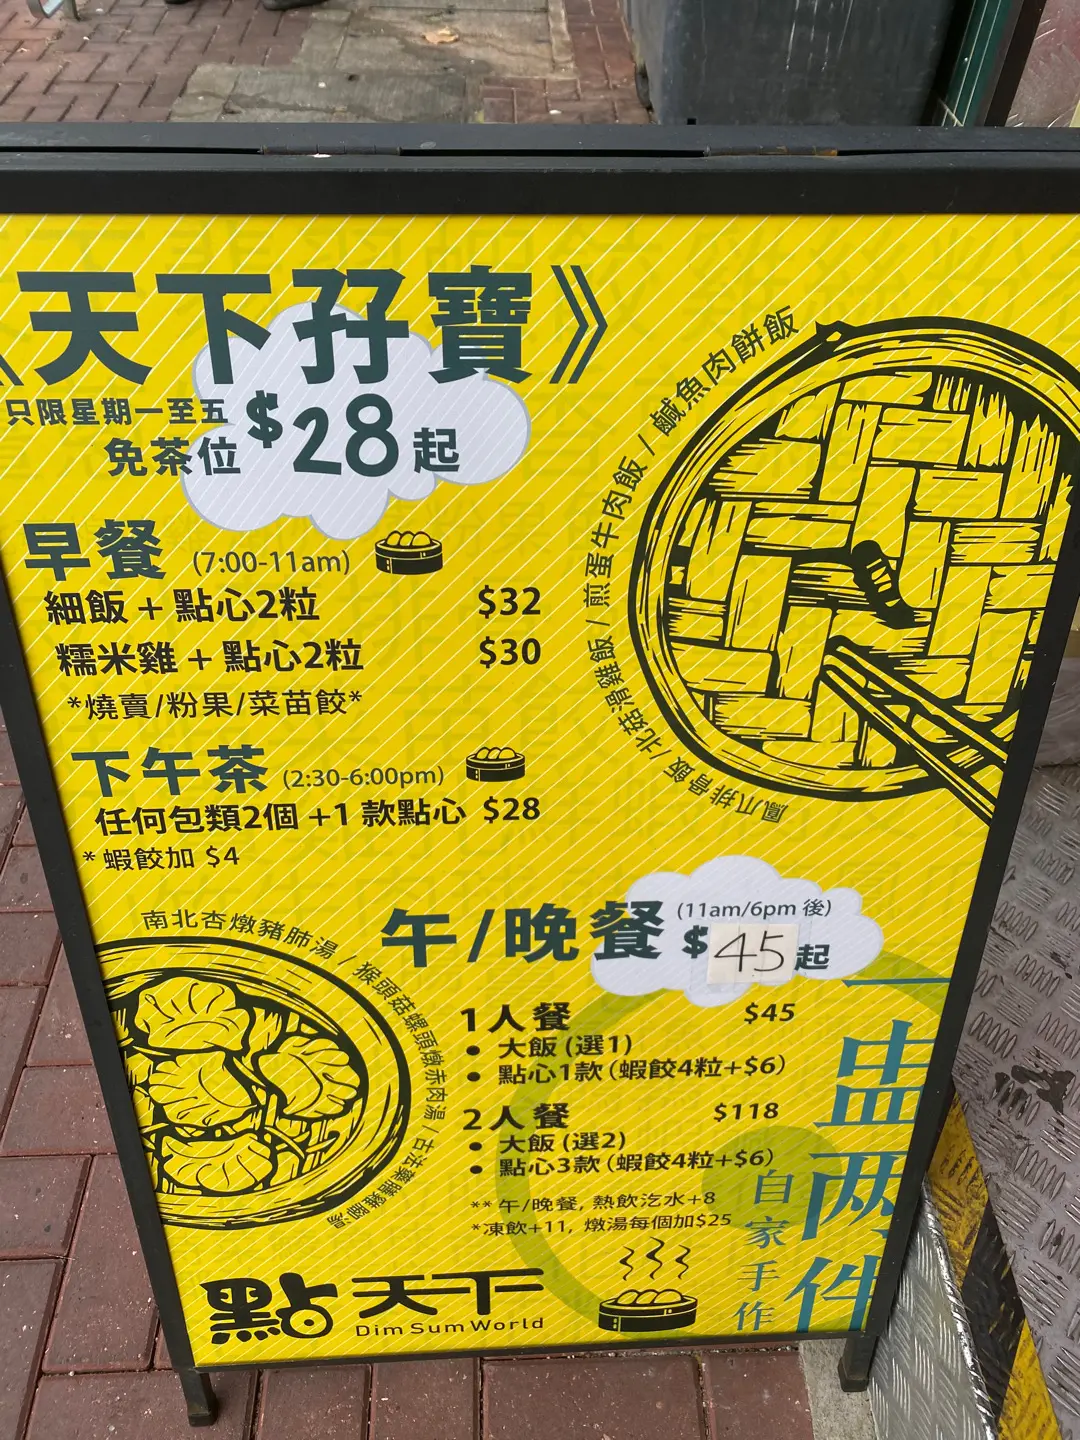 《天下孖寶》
只限星期一至五
免茶位 $28起
早餐 (7:00-11am)
細飯 + 點心2粒 $32
糯米雞 + 點心2粒 $30
*燒賣/粉果/菜苗餃*
下午茶 (2:30-6:00pm)
任何包類2個 +1 款點心 $28
* 蝦餃加 $4
鳳爪排骨飯 / 北菇滑雞飯 / 煎蛋牛肉飯 / 鹹魚肉餅飯
南北杏燉豬肺湯 / 猴頭菇螺頭燉赤肉湯 / 古法藥膳雞腳湯
午/晚餐 (11am/6pm 後)
$45起
1人餐 $45
• 大飯 (選1)
• 點心1款 (蝦餃4粒+$6)
2人餐 $118
• 大飯 (選2)
• 點心3款 (蝦餃4粒+$6)
** 午/晚餐, 熱飲汔水+8
*凍飲+11, 燉湯每個加$25
一盅两件
自家手作
點天下
Dim Sum World